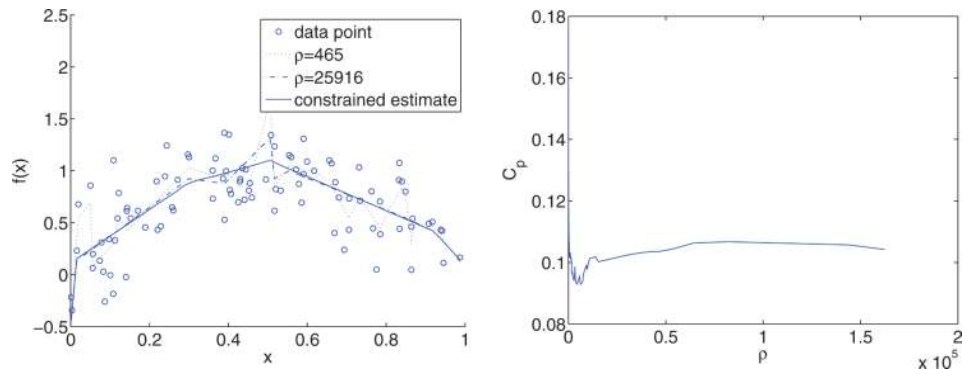 2.5
2
1.5
1
0.5
0
−0.5
f(x)
data point
ρ=465
ρ=25916
constrained estimate
0
0.2
0.4
0.6
0.8
1
x
0.18
0.16
0.14
0.12
0.1
0.08
Cp
0
0.5
1
1.5
2
ρ
x 10^5